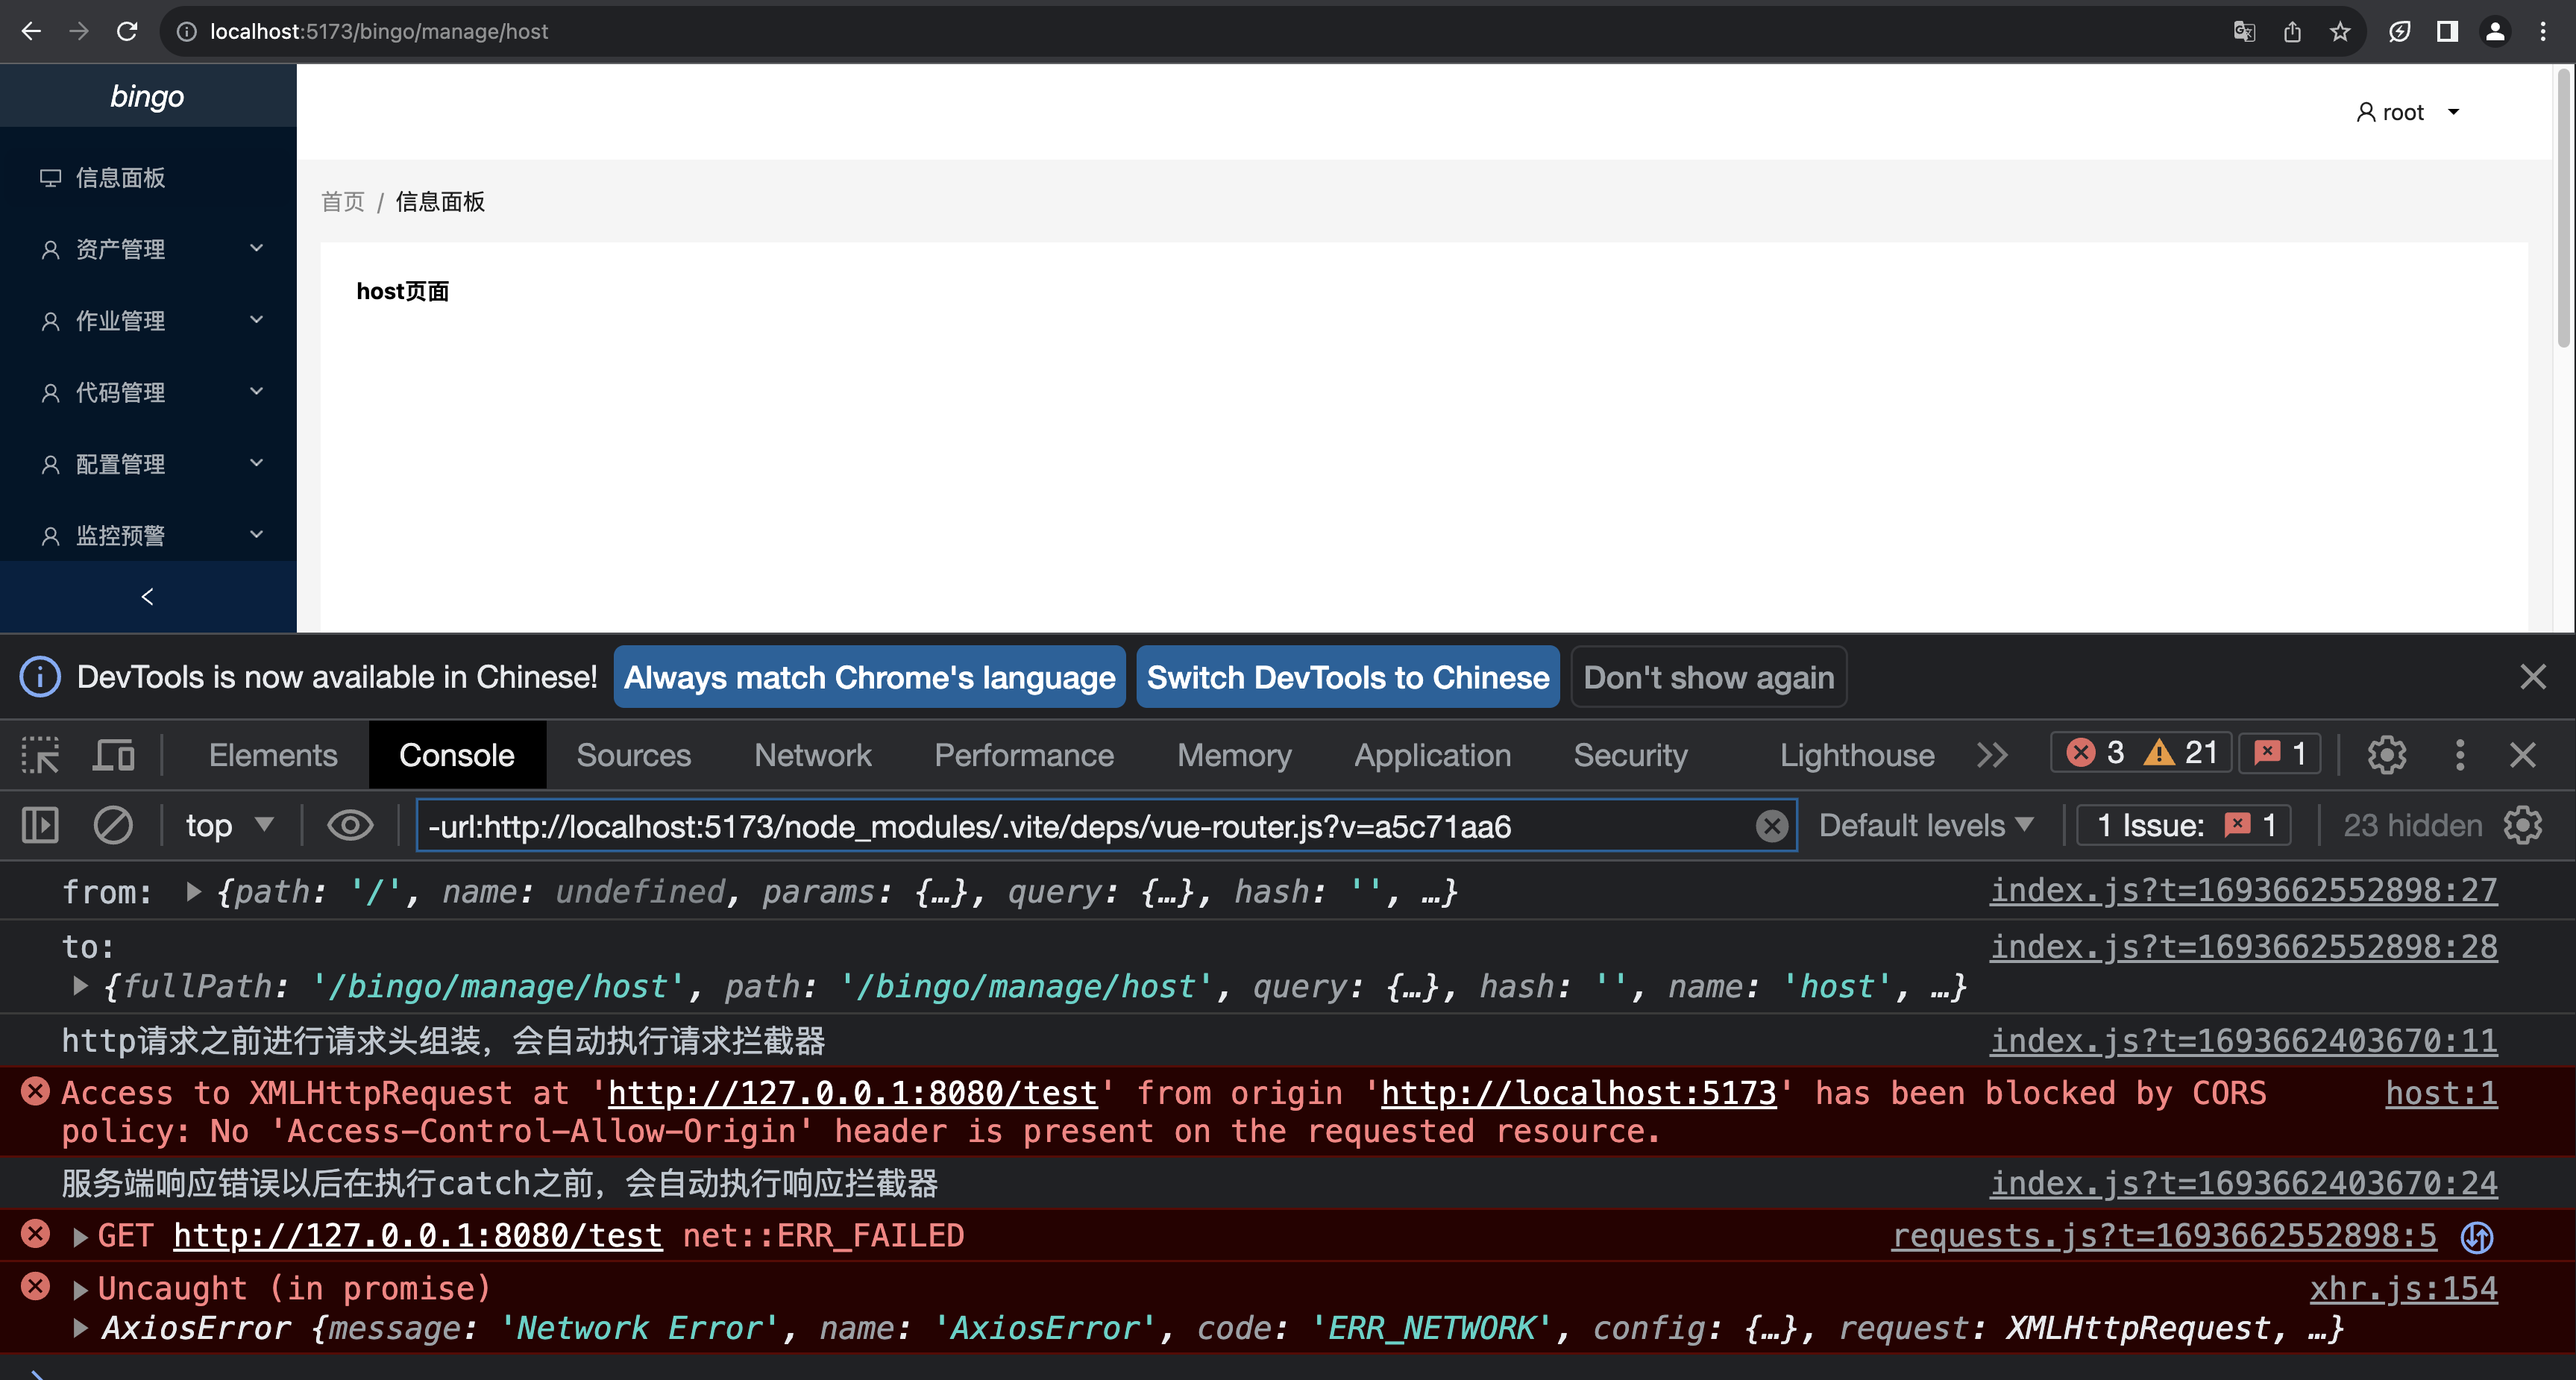 localhost:5173/bingo/manage/host
bingo
root
信息面板
资产管理
作业管理
代码管理
配置管理
监控预警
首页 / 信息面板
host页面
DevTools is now available in Chinese! Always match Chrome's language Switch DevTools to Chinese Don't show again
Elements Console Sources Network Performance Memory Application Security Lighthouse 3 21 1
top -url:http://localhost:5173/node_modules/.vite/deps/vue-router.js?v=a5c71aa6 Default levels 1 Issue: 1 23 hidden
from: {path: '/', name: undefined, params: {…}, query: {…}, hash: '', …} index.js?t=1693662552898:27
to: index.js?t=1693662552898:28
{fullPath: '/bingo/manage/host', path: '/bingo/manage/host', query: {…}, hash: '', name: 'host', …}
http请求之前进行请求头组装，会自动执行请求拦截器 index.js?t=1693662403670:11
Access to XMLHttpRequest at 'http://127.0.0.1:8080/test' from origin 'http://localhost:5173' has been blocked by CORS host:1
policy: No 'Access-Control-Allow-Origin' header is present on the requested resource.
服务端响应错误以后在执行catch之前，会自动执行响应拦截器 index.js?t=1693662403670:24
GET http://127.0.0.1:8080/test net::ERR_FAILED requests.js?t=1693662552898:5
Uncaught (in promise) xhr.js:154
AxiosError {message: 'Network Error', name: 'AxiosError', code: 'ERR_NETWORK', config: {…}, request: XMLHttpRequest, …}